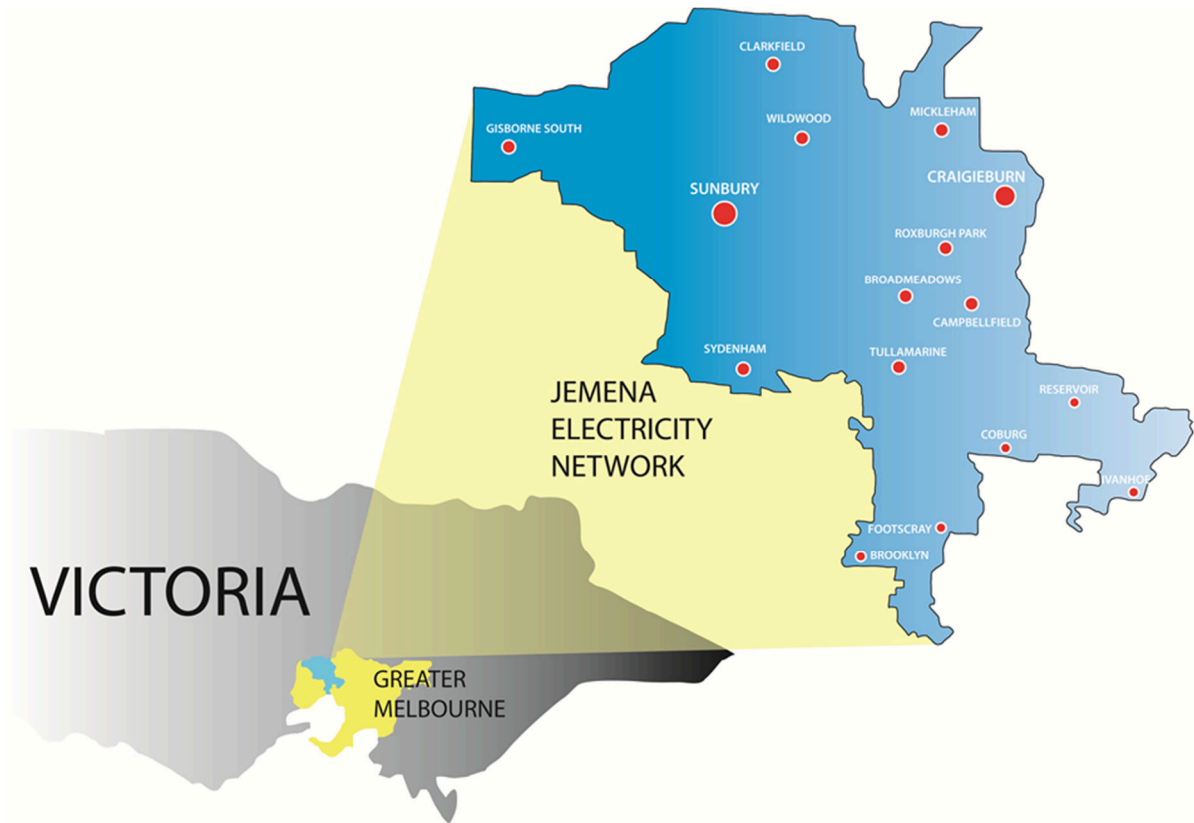 CLARKFIELD
MICKLEHAM
WILDWOOD
GISBORNE SOUTH
CRAIGIEBURN
SUNBURY
ROXBURGH PARK
BROADMEADOWS
CAMPBELLFIELD
SYDENHAM
TULLAMARINE
RESERVOIR
JEMENA
ELECTRICITY
NETWORK
COBURG
IVANHOE
FOOTSCRAY
BROOKLYN
VICTORIA
GREATER
MELBOURNE